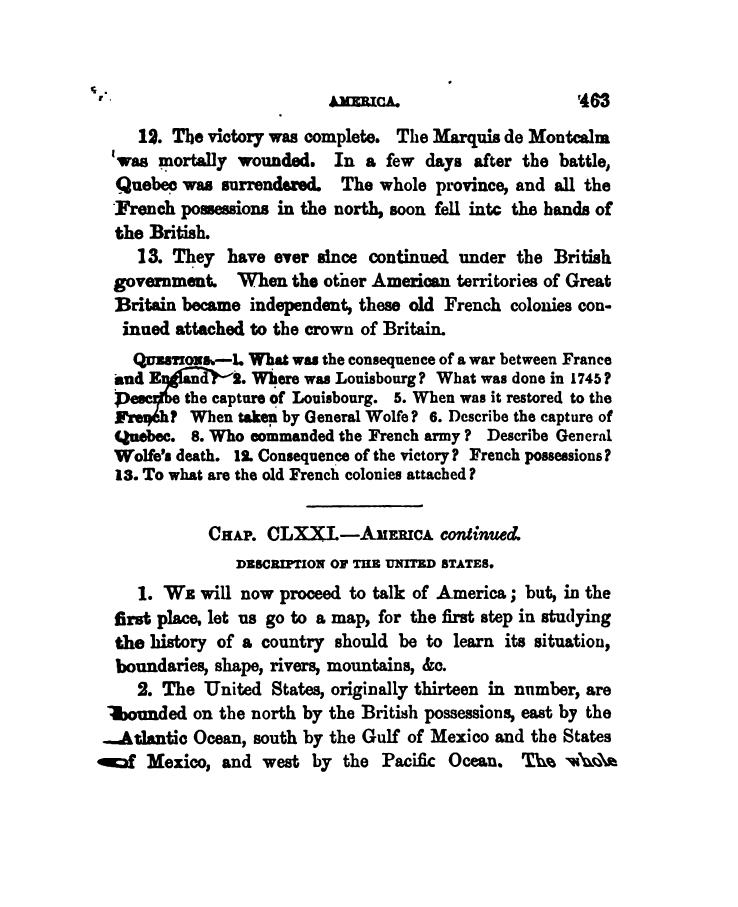 AMERICA. 463
12. The victory was complete. The Marquis de Montcalm
was mortally wounded. In a few days after the battle,
Quebec was surrendered. The whole province, and all the
French possessions in the north, soon fell into the hands of
the British.
13. They have ever since continued under the British
government. When the other American territories of Great
Britain became independent, these old French colonies con-
inued attached to the crown of Britain.
QUESTIONS.—1. What was the consequence of a war between France
and England? 2. Where was Louisbourg? What was done in 1745?
Describe the capture of Louisbourg. 5. When was it restored to the
French? When taken by General Wolfe? 6. Describe the capture of
Quebec. 8. Who commanded the French army? Describe General
Wolfe's death. 12. Consequence of the victory? French possessions?
13. To what are the old French colonies attached?
CHAP. CLXXI.—AMERICA continued.
DESCRIPTION OF THE UNITED STATES.
1. WE will now proceed to talk of America; but, in the
first place, let us go to a map, for the first step in studying
the history of a country should be to learn its situation,
boundaries, shape, rivers, mountains, &c.
2. The United States, originally thirteen in number, are
bounded on the north by the British possessions, east by the
Atlantic Ocean, south by the Gulf of Mexico and the States
of Mexico, and west by the Pacific Ocean. The whole